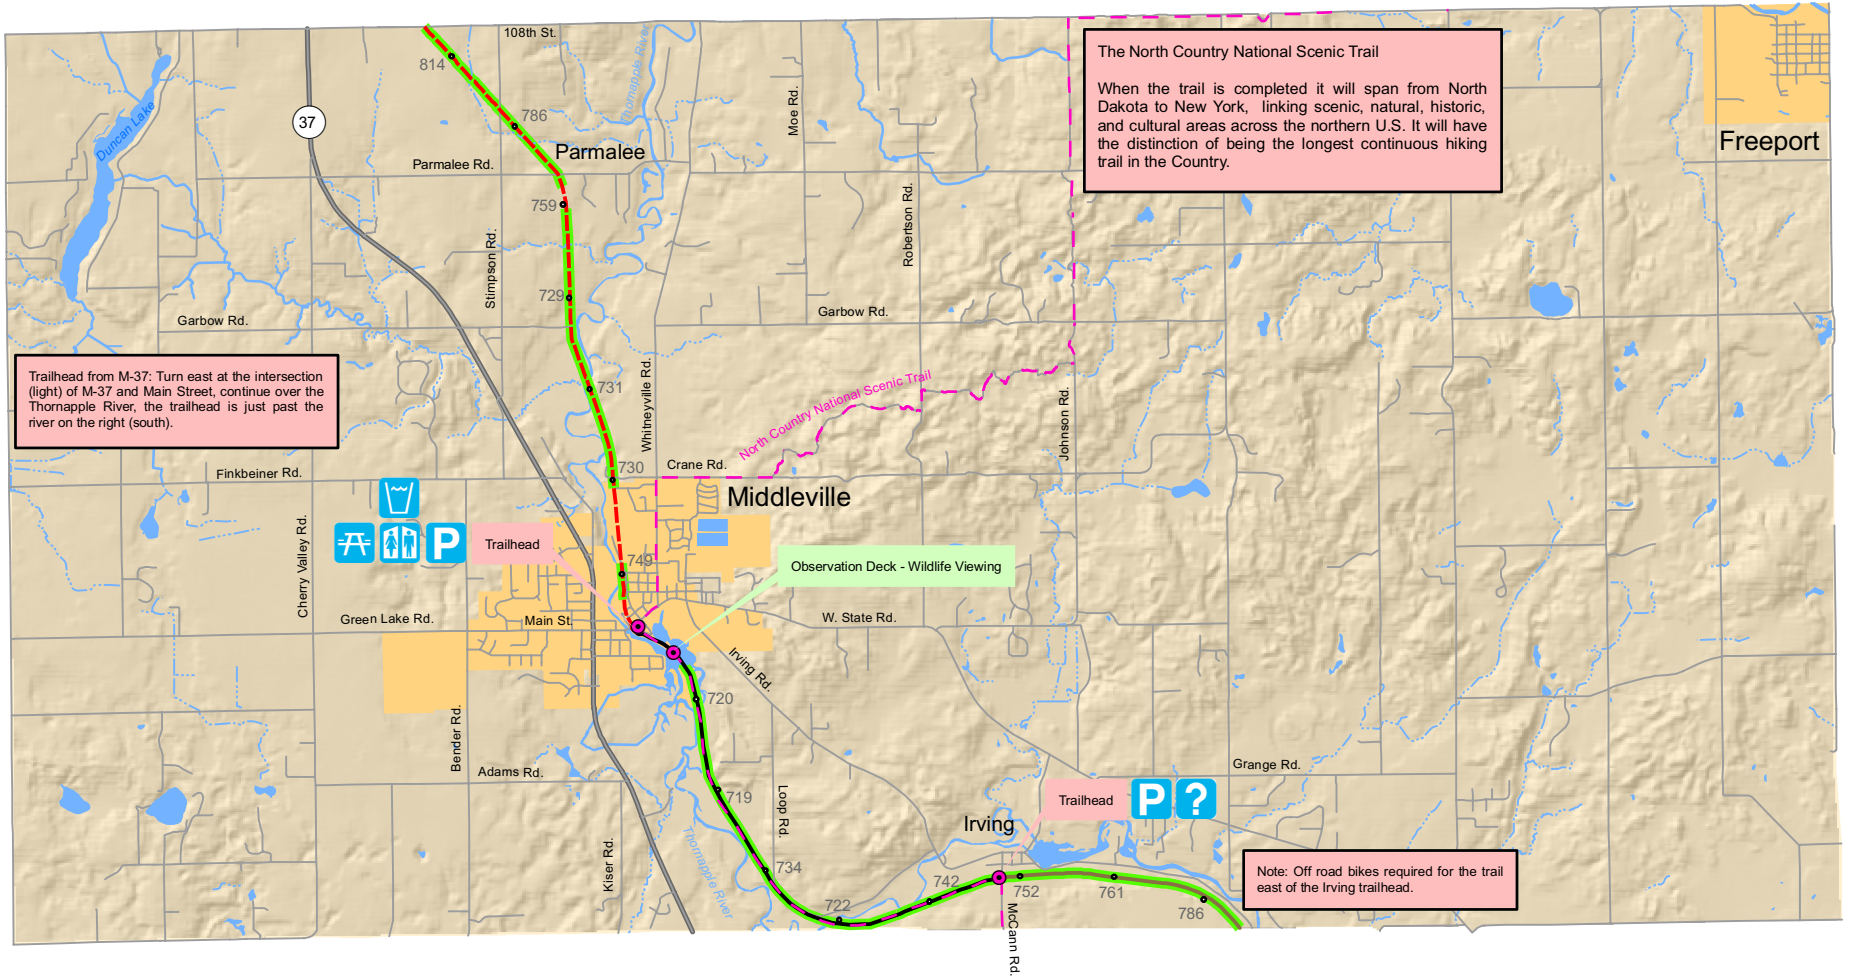 108th St.
814
Thornapple River
The North Country National Scenic Trail
When the trail is completed it will span from North
Dakota to New York, linking scenic, natural, historic,
and cultural areas across the northern U.S. It will have
the distinction of being the longest continuous hiking
trail in the Country.
Freeport
37
Duncan Lake
786
Moe Rd.
Parmalee
Parmalee Rd.
759
Robertson Rd.
Stimpson Rd.
729
Garbow Rd.
Garbow Rd.
Trailhead from M-37: Turn east at the intersection
(light) of M-37 and Main Street, continue over the
Thornapple River, the trailhead is just past the
river on the right (south).
731
Whitneyville Rd.
North Country National Scenic Trail
Johnson Rd.
730
Crane Rd.
Finkbeiner Rd.
Middleville
Cherry Valley Rd.
P
Trailhead
749
Observation Deck - Wildlife Viewing
Green Lake Rd.
Main St.
W. State Rd.
Irving Rd.
720
Bender Rd.
Adams Rd.
Grange Rd.
719
Loop Rd.
Trailhead
P
?
Irving
Thornapple River
Kiser Rd.
734
742
752
761
786
722
Note: Off road bikes required for the trail
east of the Irving trailhead.
McCann Rd.